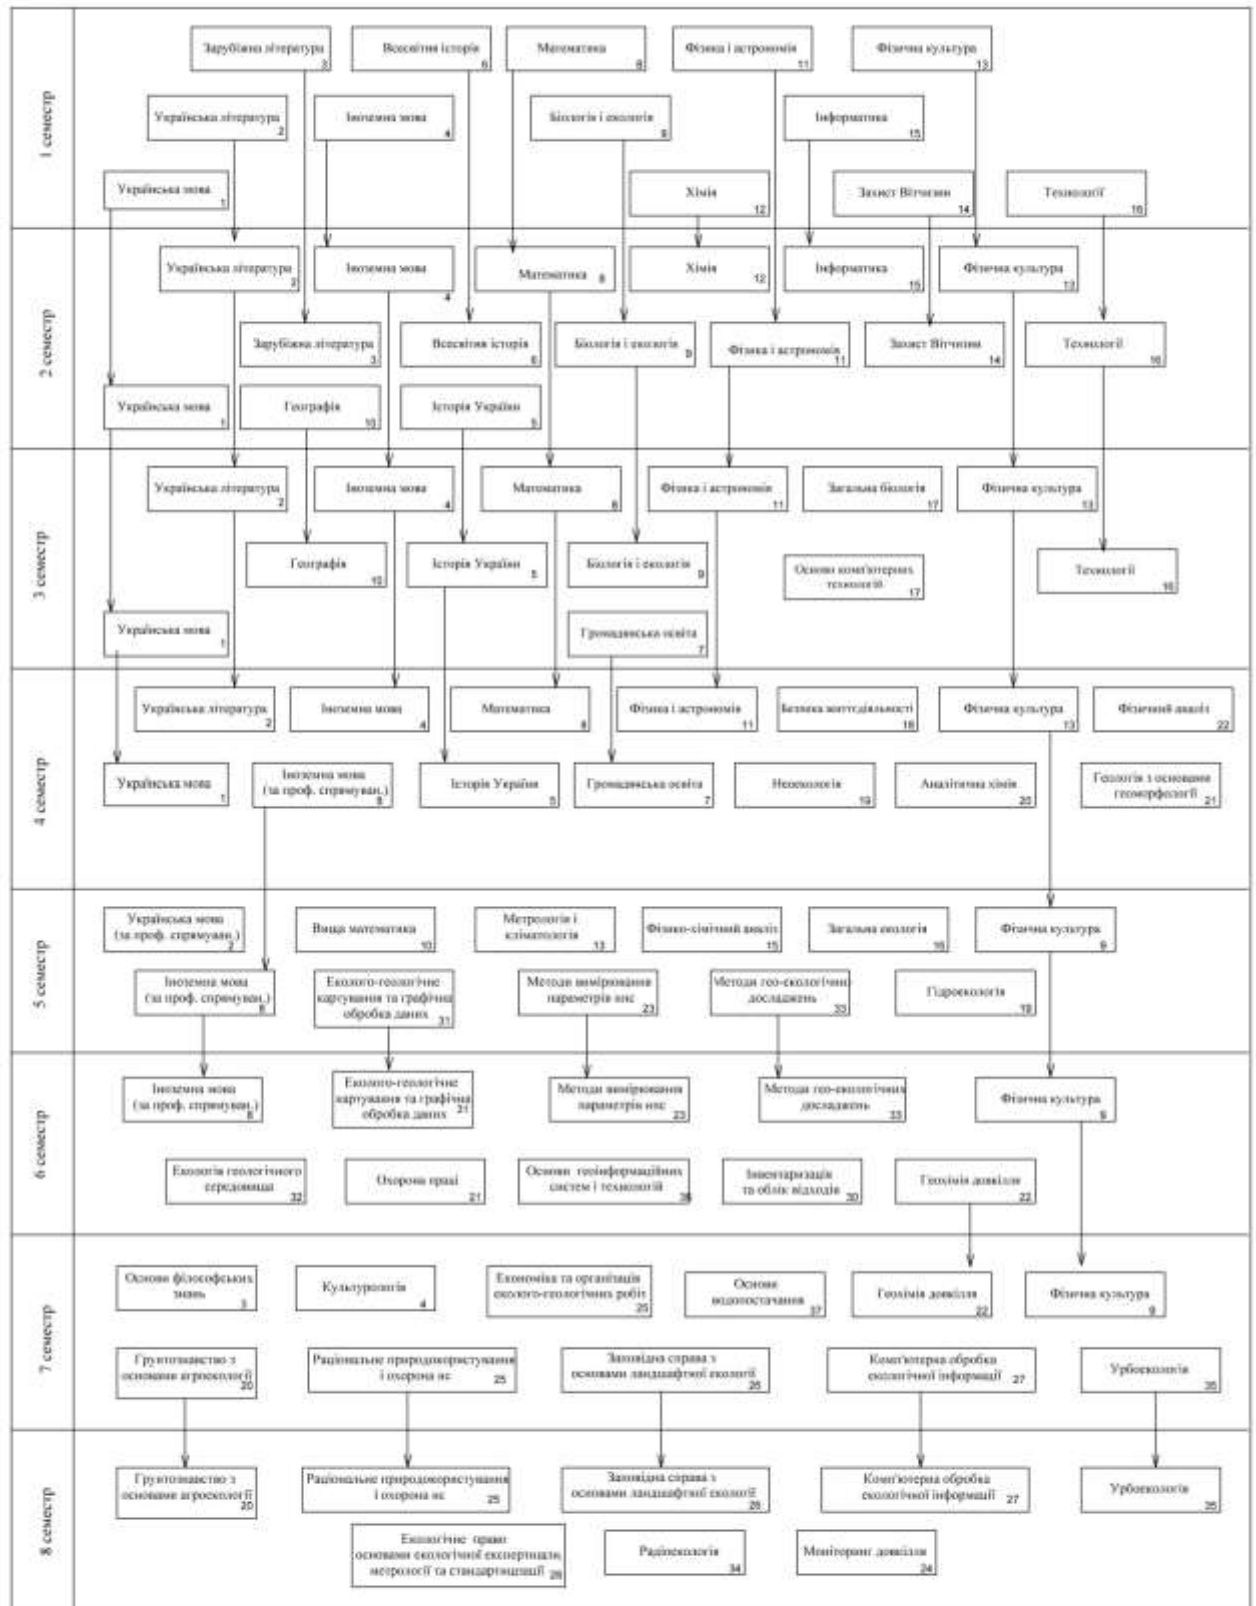 1 семестр
Зарубіжна література
3
Всесвітня історія
6
Математика
8
Фізика і астрономія
11
Фізична культура
13
Українська література
2
Іноземна мова
4
Біологія і екологія
9
Інформатика
15
Українська мова
1
Хімія
12
Захист Вітчизни
14
Технології
16
2 семестр
Українська література
2
Іноземна мова
4
Математика
8
Хімія
12
Інформатика
15
Фізична культура
13
Зарубіжна література
3
Всесвітня історія
6
Біологія і екологія
9
Фізика і астрономія
11
Захист Вітчизни
14
Технології
16
Українська мова
1
Географія
10
Історія України
5
3 семестр
Українська література
2
Іноземна мова
4
Математика
8
Фізика і астрономія
11
Загальна біологія
17
Фізична культура
13
Географія
10
Історія України
5
Біологія і екологія
9
Основи комп'ютерних
технологій
17
Технології
16
Українська мова
1
Громадянська освіта
7
4 семестр
Українська література
2
Іноземна мова
4
Математика
8
Фізика і астрономія
11
Безпека життєдіяльності
18
Фізична культура
13
Фізичний аналіз
22
Українська мова
1
Іноземна мова
(за проф. спрямуван.)
8
Історія України
5
Громадянська освіта
7
Неоекологія
19
Аналітична хімія
20
Геологія з основами
геоморфології
21
5 семестр
Українська мова
(за проф. спрямуван.)
2
Вища математика
10
Метрологія і
кліматологія
13
Фізико-хімічний аналіз
15
Загальна екологія
16
Фізична культура
9
Іноземна мова
(за проф. спрямуван.)
8
Еколого-геологічне
картування та графічна
обробка даних
31
Методи вимірювання
параметрів ннс
23
Методи гео-екологічних
досладжень
33
Гідроекологія
19
6 семестр
Іноземна мова
(за проф. спрямуван.)
8
Еколого-геологічне
картування та графічна
обробка даних
31
Методи вимірювання
параметрів ннс
23
Методи гео-екологічних
досладжень
33
Фізична культура
9
Екологія геологічного
середовища
32
Охорона праці
21
Основи геоінформаційних
систем і технологій
36
Інвентаризація
та облік відходів
30
Геохімія довкілля
22
7 семестр
Основи філософських
знань
3
Культурологія
4
Економіка та організація
еколого-геологічних робіт
25
Основи
водопостачання
37
Геохімія довкілля
22
Фізична культура
9
Грунтознавство з
основами агроекології
20
Раціональне природокористування
і охорона нс
25
Заповідна справа з
основами ландшафтної екології
26
Комп'ютерна обробка
екологічної інформації
27
Урбоекологія
35
8 семестр
Грунтознавство з
основами агроекології
20
Раціональне природокористування
і охорона нс
25
Заповідна справа з
основами ландшафтної екології
26
Комп'ютерна обробка
екологічної інформації
27
Урбоекологія
35
Екологічне право
основами екологічної експертизи,
метрології та стандартизації
28
Радіоекологія
34
Моніторинг довкілля
24